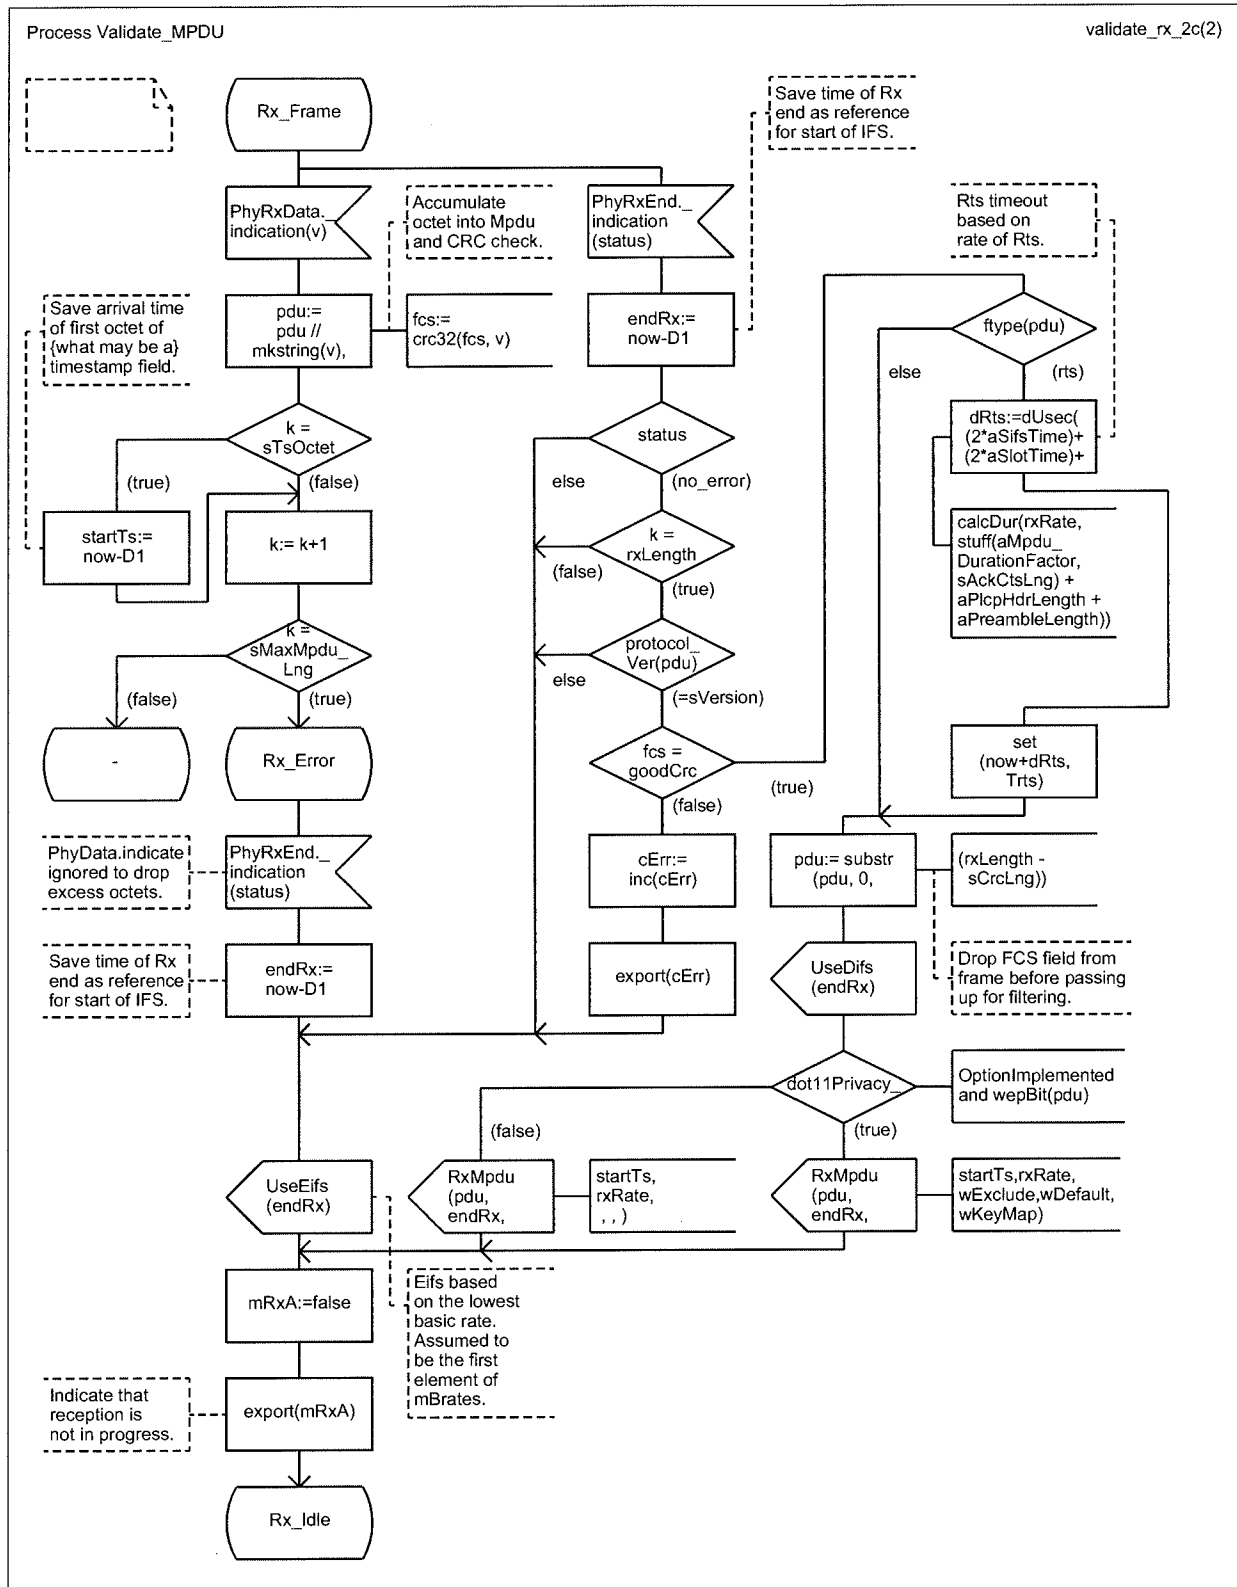 Process Validate_MPDU
validate_rx_2c(2)
Rx_Frame
Save time of Rx
end as reference
for start of IFS.
PhyRxData._
indication(v)
Accumulate
octet into Mpdu
and CRC check.
PhyRxEnd._
indication
(status)
Rts timeout
based on
rate of Rts.
Save arrival time
of first octet of
{what may be a}
timestamp field.
pdu:=
pdu //
mkstring(v),
fcs:=
crc32(fcs, v)
endRx:=
now-D1
ftype(pdu)
else
(rts)
k =
sTsOctet
(true)
(false)
status
else
(no_error)
dRts:=dUsec(
(2*aSifsTime)+
(2*aSlotTime)+
startTs:=
now-D1
k:= k+1
k =
rxLength
(false)
(true)
calcDur(rxRate,
stuff(aMpdu_
DurationFactor,
sAckCtsLng) +
aPlcpHdrLength +
aPreambleLength))
k =
sMaxMpdu_
Lng
(false)
(true)
protocol_
Ver(pdu)
else
(=sVersion)
-
Rx_Error
fcs =
goodCrc
(false)
(true)
set
(now+dRts,
Trts)
PhyData.indicate
ignored to drop
excess octets.
PhyRxEnd._
indication
(status)
cErr:=
inc(cErr)
pdu:= substr
(pdu, 0,
(rxLength -
sCrcLng))
Save time of Rx
end as reference
for start of IFS.
endRx:=
now-D1
export(cErr)
UseDifs
(endRx)
Drop FCS field from
frame before passing
up for filtering.
dot11Privacy_
OptionImplemented
and wepBit(pdu)
(false)
(true)
UseEifs
(endRx)
RxMpdu
(pdu,
endRx,
startTs,
rxRate,
, , )
RxMpdu
(pdu,
endRx,
startTs,rxRate,
wExclude,wDefault,
wKeyMap)
mRxA:=false
Eifs based
on the lowest
basic rate.
Assumed to
be the first
element of
mBrates.
Indicate that
reception is
not in progress.
export(mRxA)
Rx_Idle